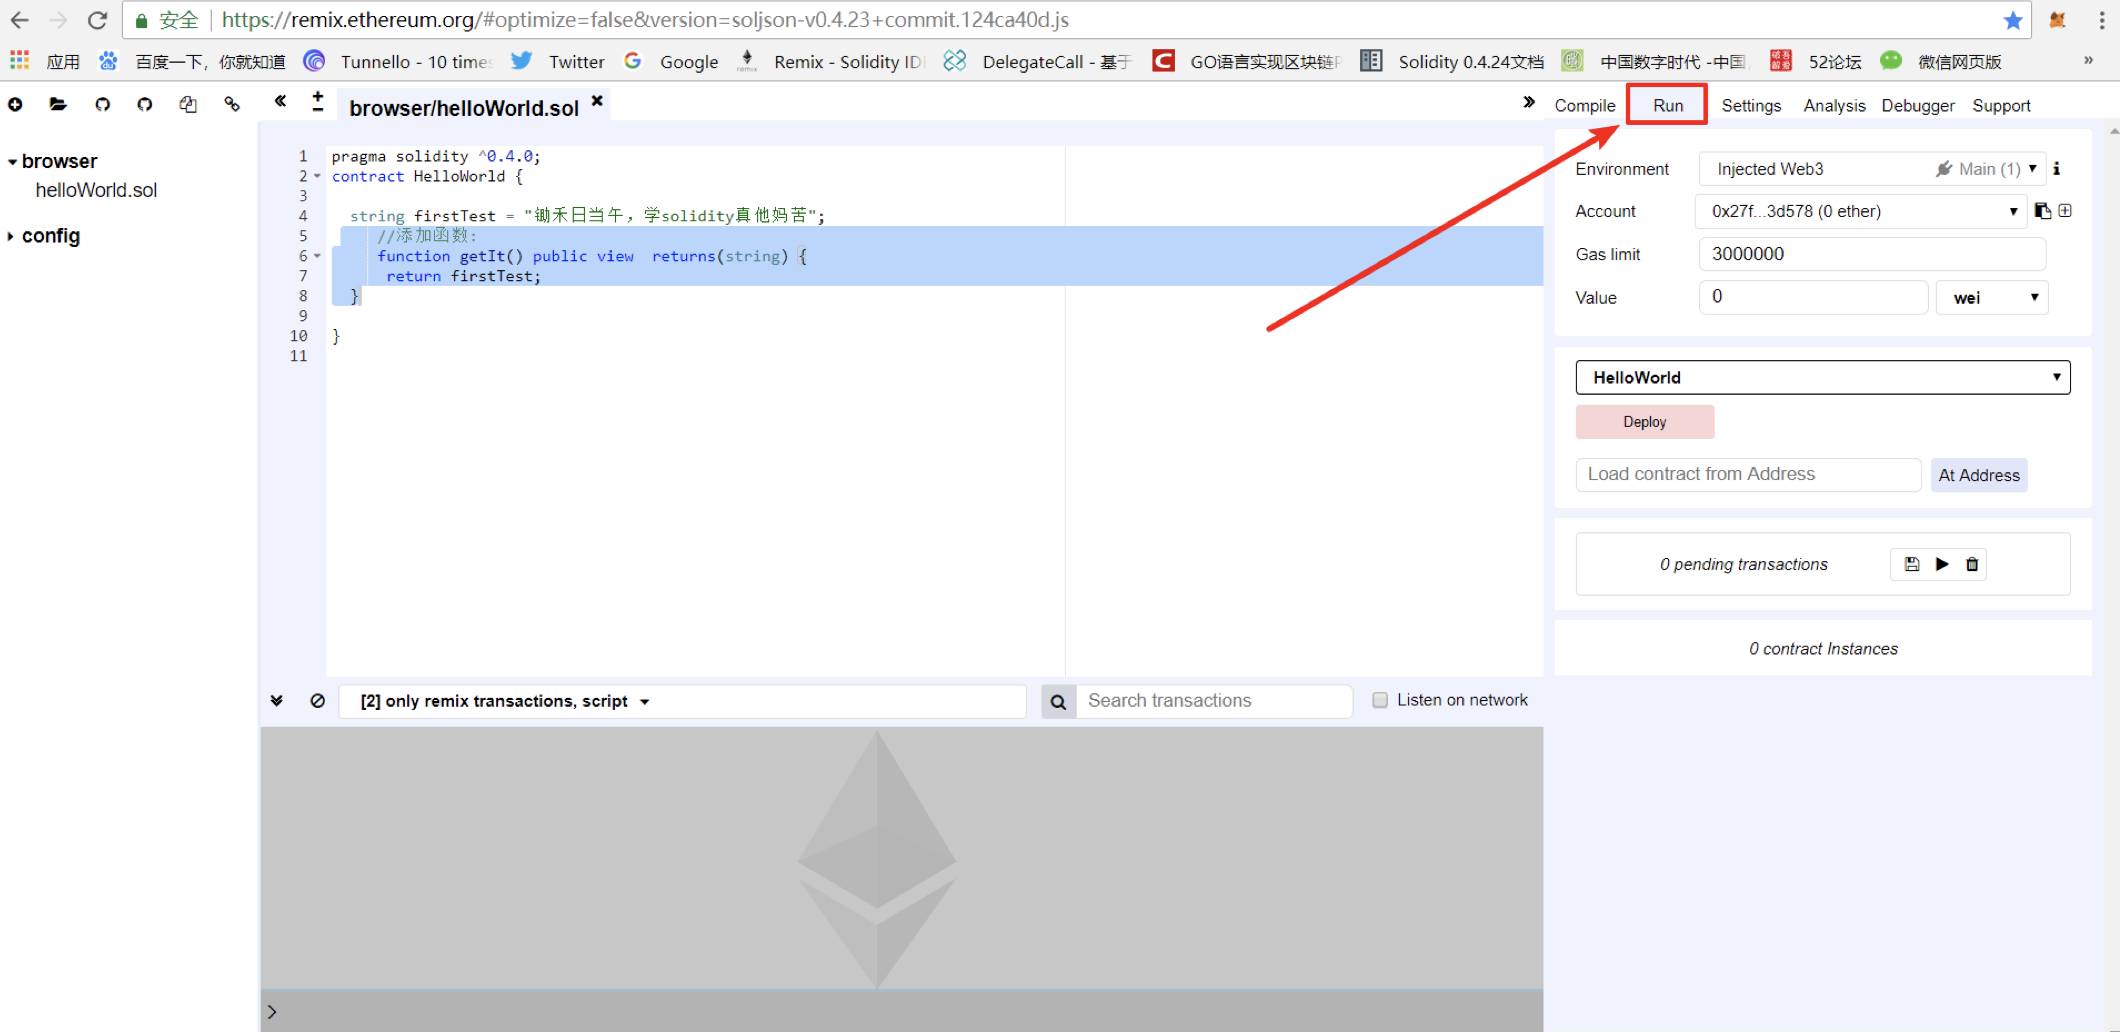 安全 https://remix.ethereum.org/#optimize=false&version=soljson-v0.4.23+commit.124ca40d.js
应用 百度一下，你就知道 Tunnello - 10 times Twitter Google Remix - Solidity IDE DelegateCall - 基于 GO语言实现区块链P Solidity 0.4.24文档 中国数字时代 -中国 52论坛 微信网页版 »
browser/helloWorld.sol
Compile Run Settings Analysis Debugger Support
browser
helloWorld.sol
config
1 pragma solidity ^0.4.0;
2 contract HelloWorld {
3
4 string firstTest = "锄禾日当午，学solidity真他妈苦";
5 //添加函数:
6 function getIt() public view returns(string) {
7 return firstTest;
8 }
9
10 }
11
Environment Injected Web3 Main (1)
Account 0x27f...3d578 (0 ether)
Gas limit 3000000
Value 0 wei
HelloWorld
Deploy
Load contract from Address At Address
0 pending transactions
0 contract Instances
[2] only remix transactions, script Search transactions Listen on network
>